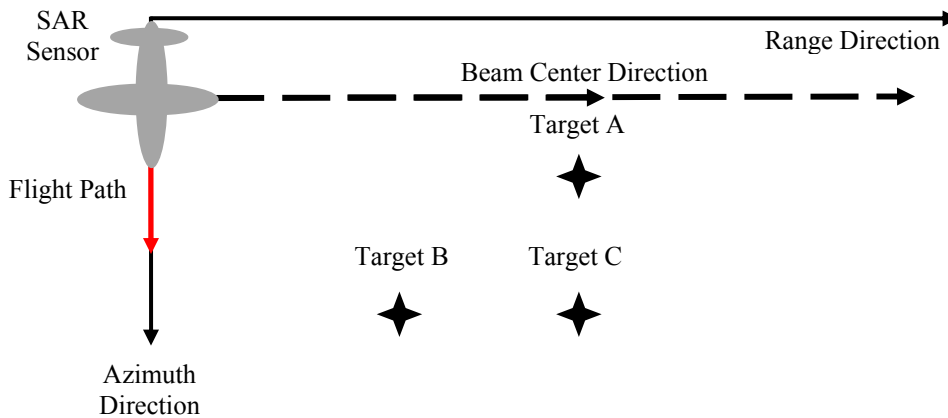 SAR
Sensor
Range Direction
Beam Center Direction
Target A
Flight Path
Target B
Target C
Azimuth
Direction